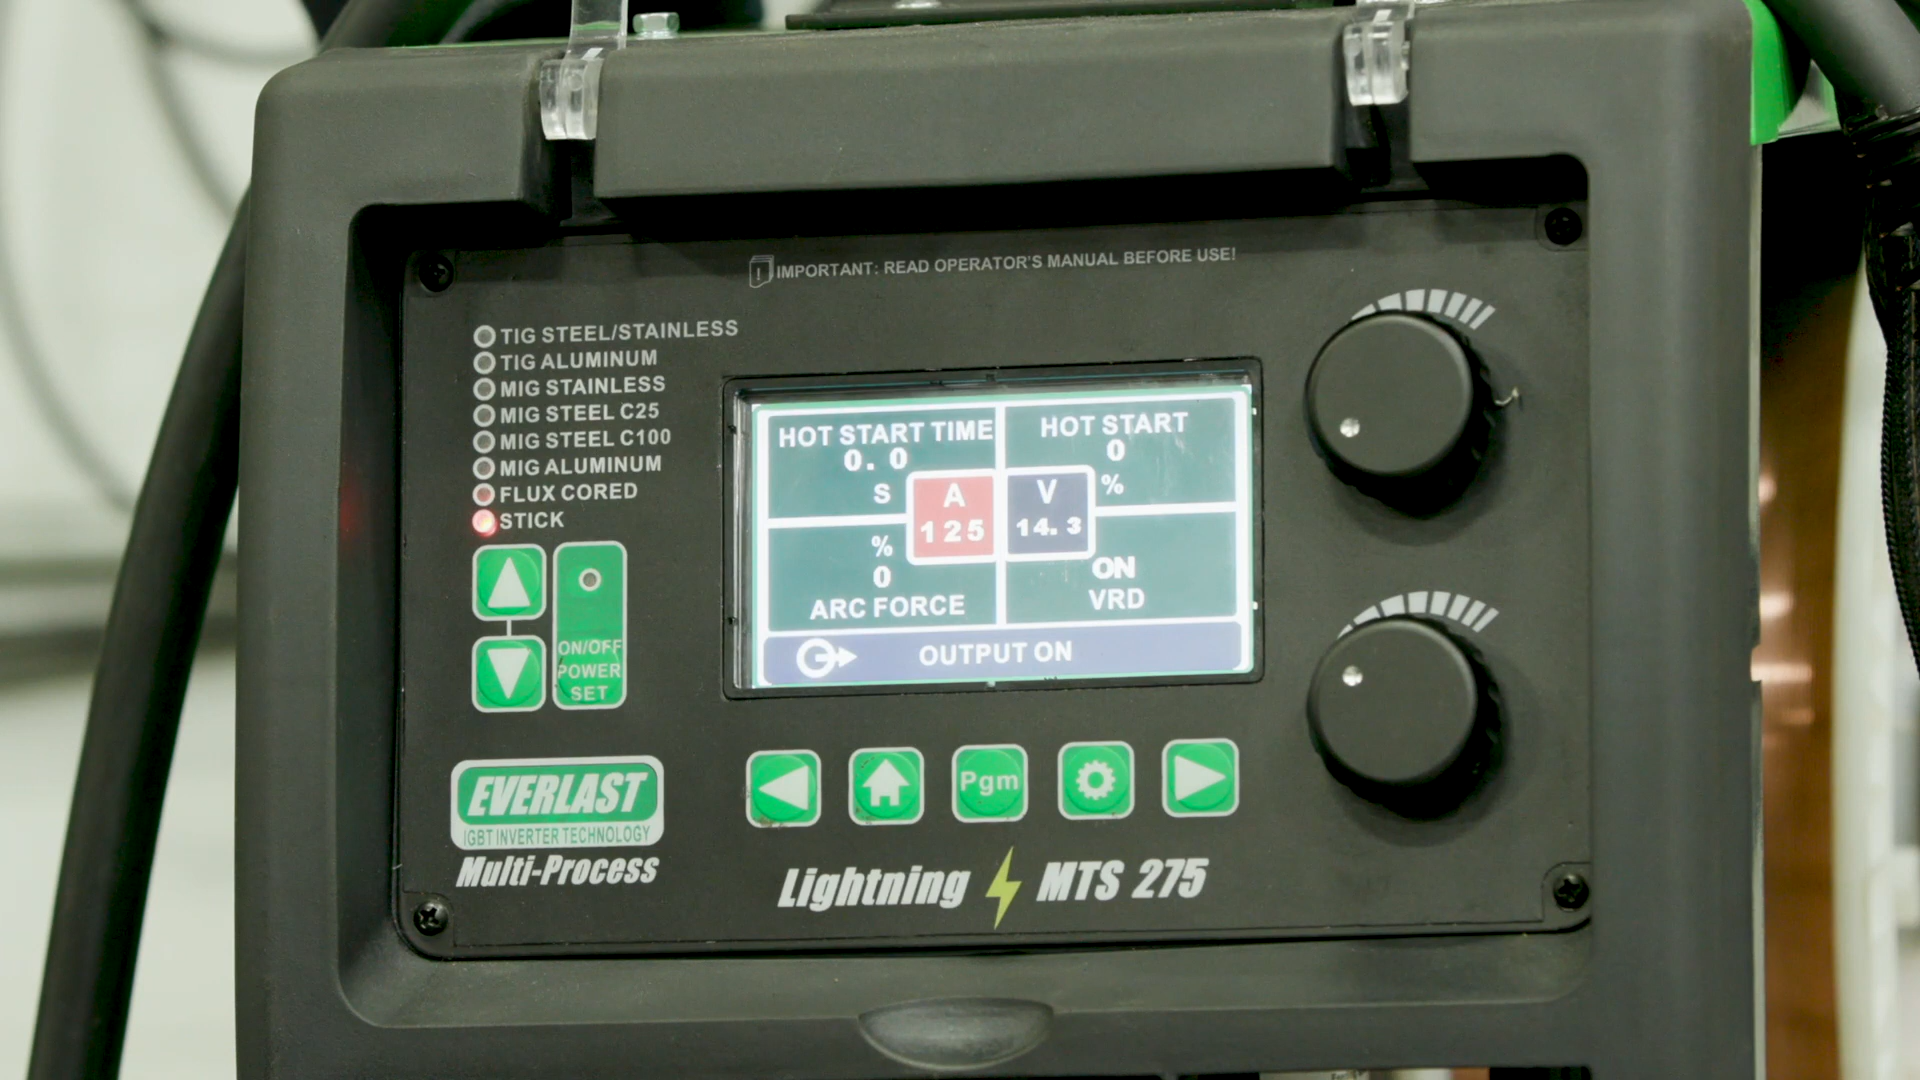 IMPORTANT: READ OPERATOR'S MANUAL BEFORE USE!
TIG STEEL/STAINLESS
TIG ALUMINUM
MIG STAINLESS
MIG STEEL C25
MIG STEEL C100
MIG ALUMINUM
FLUX CORED
STICK
ON/OFF
POWER
SET
HOT START TIME
0.0
S
HOT START
0
%
A
125
V
14.3
%
0
ARC FORCE
ON
VRD
OUTPUT ON
Pgm
EVERLAST
IGBT INVERTER TECHNOLOGY
Multi-Process
Lightning MTS 275